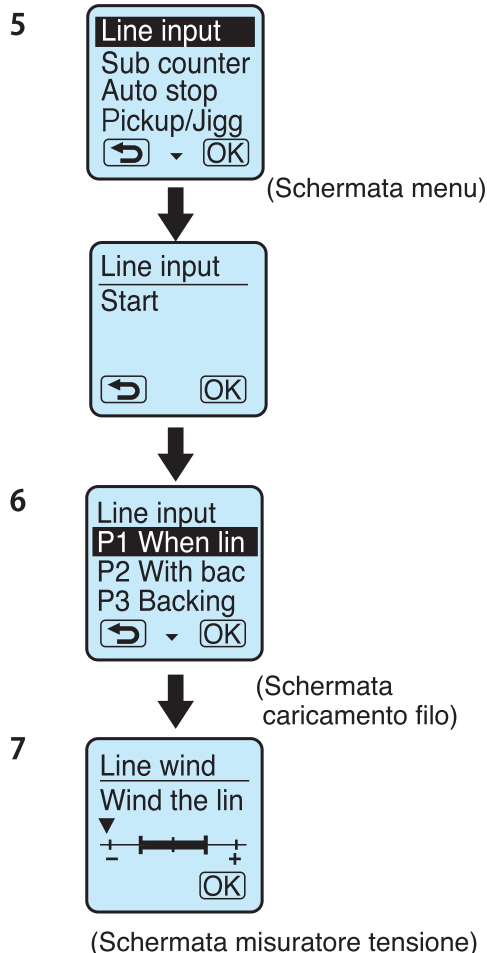 5
Line input
Sub counter
Auto stop
Pickup/Jigg
OK
(Schermata menu)
Line input
Start
OK
6
Line input
P1 When lin
P2 With bac
P3 Backing
OK
(Schermata
caricamento filo)
7
Line wind
Wind the lin
– +
OK
(Schermata misuratore tensione)